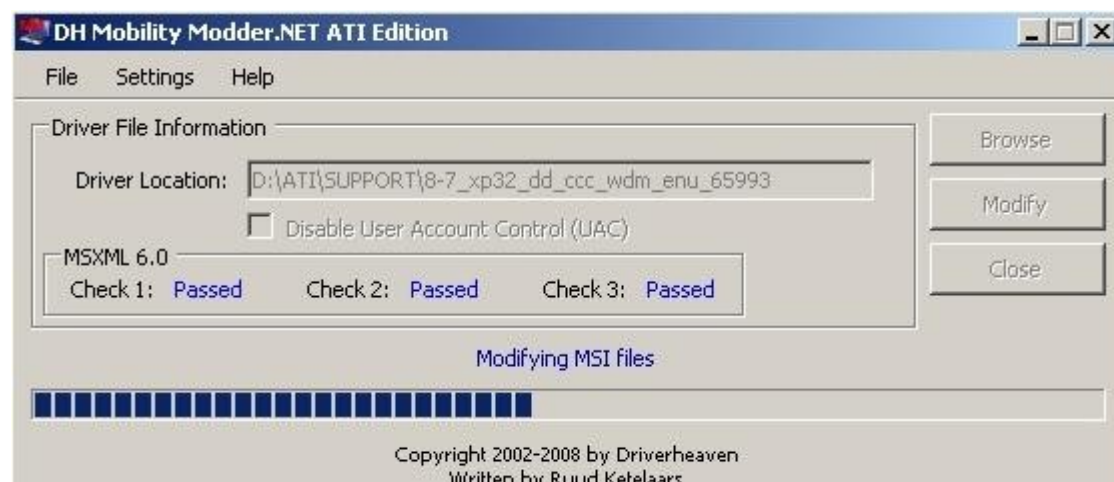 DH Mobility Modder.NET ATI Edition
File Settings Help
Driver File Information
Driver Location: D:\ATI\SUPPORT\8-7_xp32_dd_ccc_wdm_enu_65993
Disable User Account Control (UAC)
MSXML 6.0
Check 1: Passed Check 2: Passed Check 3: Passed
Browse
Modify
Close
Modifying MSI files
Copyright 2002-2008 by Driverheaven
Written by Ruud Ketelaars